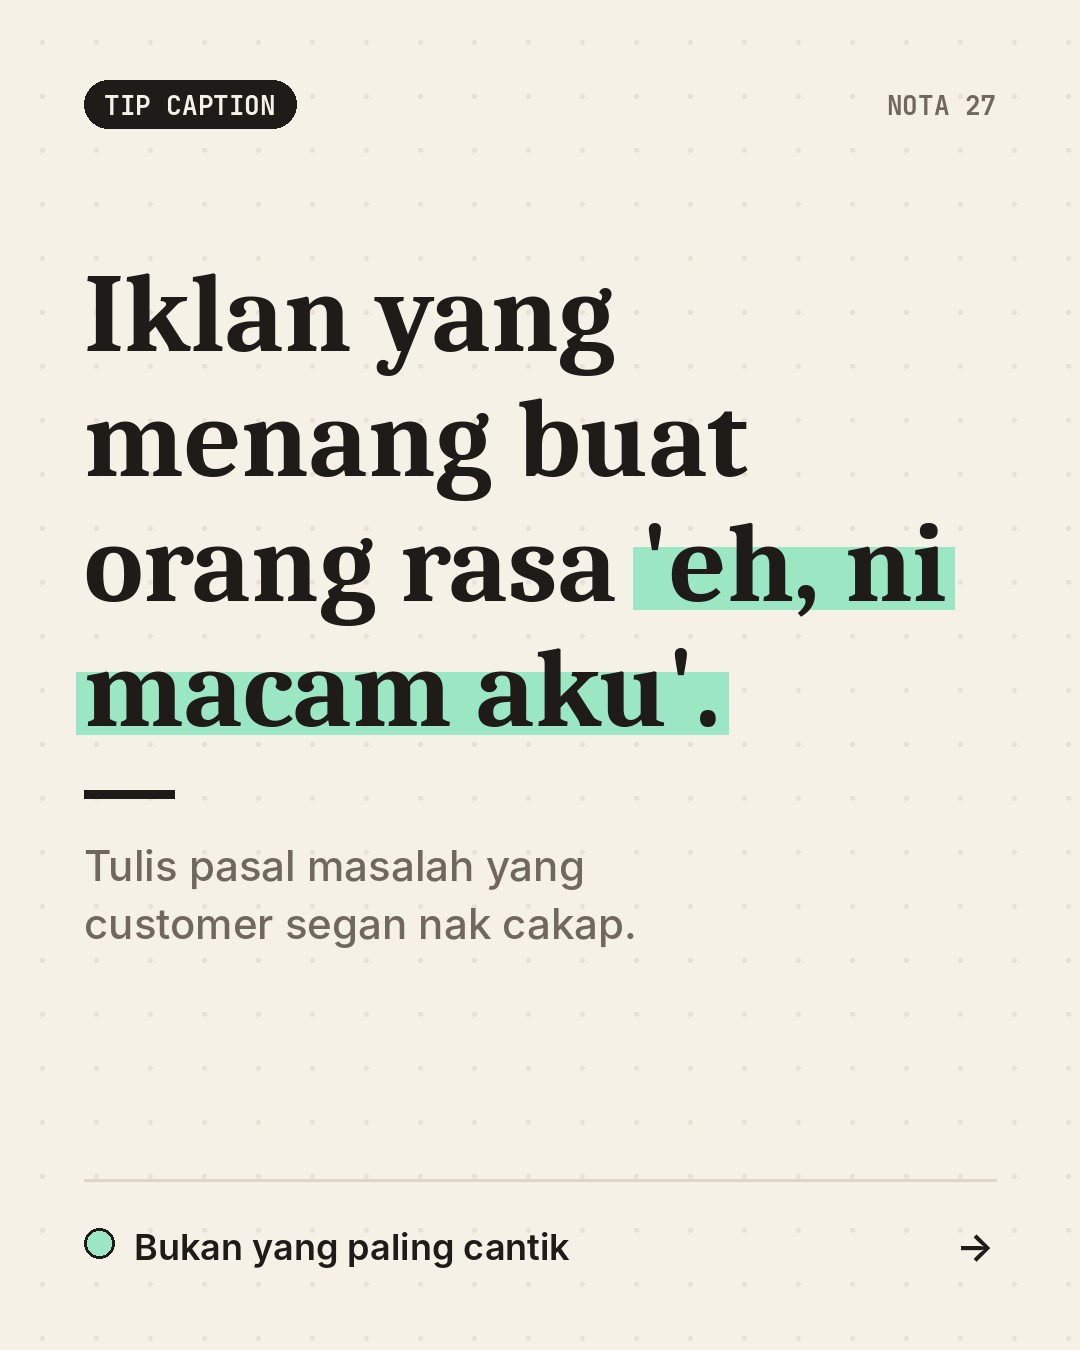 TIP CAPTION
NOTA 27
Iklan yang
menang buat
orang rasa 'eh, ni
macam aku'.
Tulis pasal masalah yang
customer segan nak cakap.
Bukan yang paling cantik
→